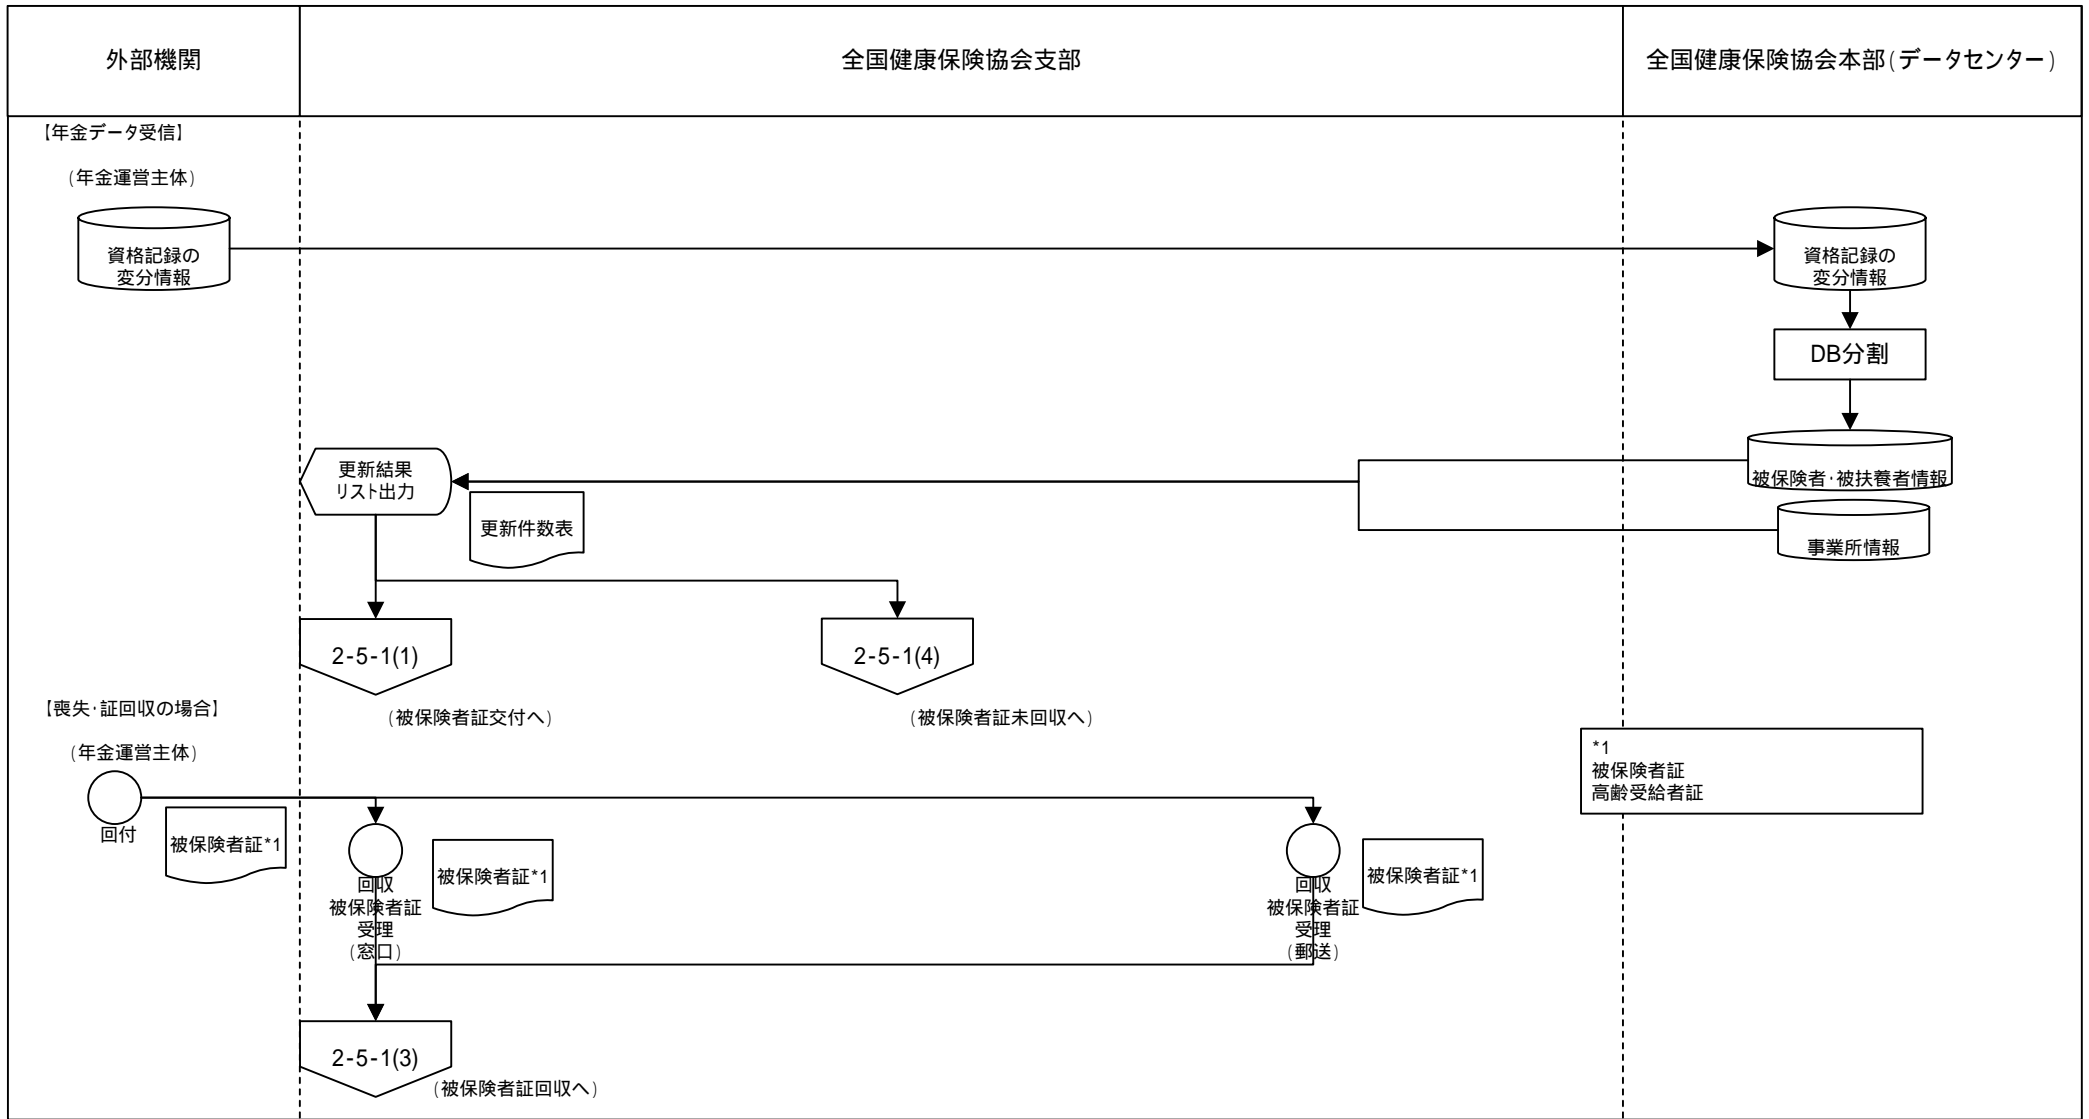 外部機関
全国健康保険協会支部
全国健康保険協会本部(データセンター)
【年金データ受信】
(年金運営主体)
資格記録の
変分情報
資格記録の
変分情報
DB分割
被保険者・被扶養者情報
事業所情報
更新結果
リスト出力
更新件数表
2-5-1(1)
(被保険者証交付へ)
2-5-1(4)
(被保険者証未回収へ)
【喪失・証回収の場合】
(年金運営主体)
回付
被保険者証*1
回収
被保険者証
受理
(窓口)
被保険者証*1
回収
被保険者証
受理
(郵送)
被保険者証*1
*1
被保険者証
高齢受給者証
2-5-1(3)
(被保険者証回収へ)